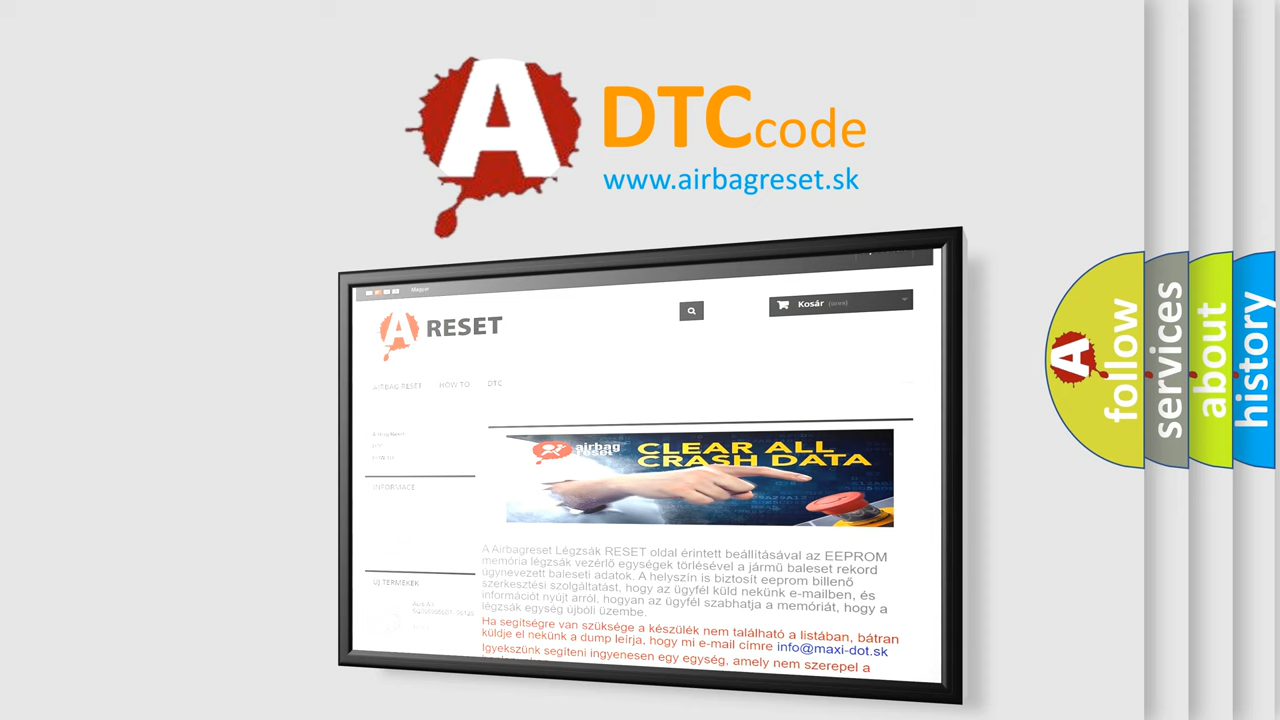 A
DTCcode
www.airbagreset.sk
Magyar
A RESET
Kosár (üres)
AIRBAG RESET HOW TO DTC
INFORMACE
ÚJ TERMÉKEK
airbag
reset
CLEAR ALL
CRASH DATA
A Airbagreset Légzsák RESET oldal érintett beállításával az EEPROM
memória légzsák vezérlő egységek törlésével a jármű baleset rekord
úgynevezett baleseti adatok. A helyszín is biztosít eeprom billenő
szerkesztési szolgáltatást, hogy az ügyfél küld nekünk e-mailben, és
információt nyújt arról, hogyan az ügyfél szabhatja a memóriát, hogy a
légzsák egység újbóli üzembe.
Ha segítségre van szüksége a készülék nem található a listában, bátran
küldje el nekünk a dump leírja, hogy mi e-mail címre info@maxi-dot.sk
Igyekszünk segíteni ingyenesen egy egység, amely nem szerepel a
A
follow
services
about
history